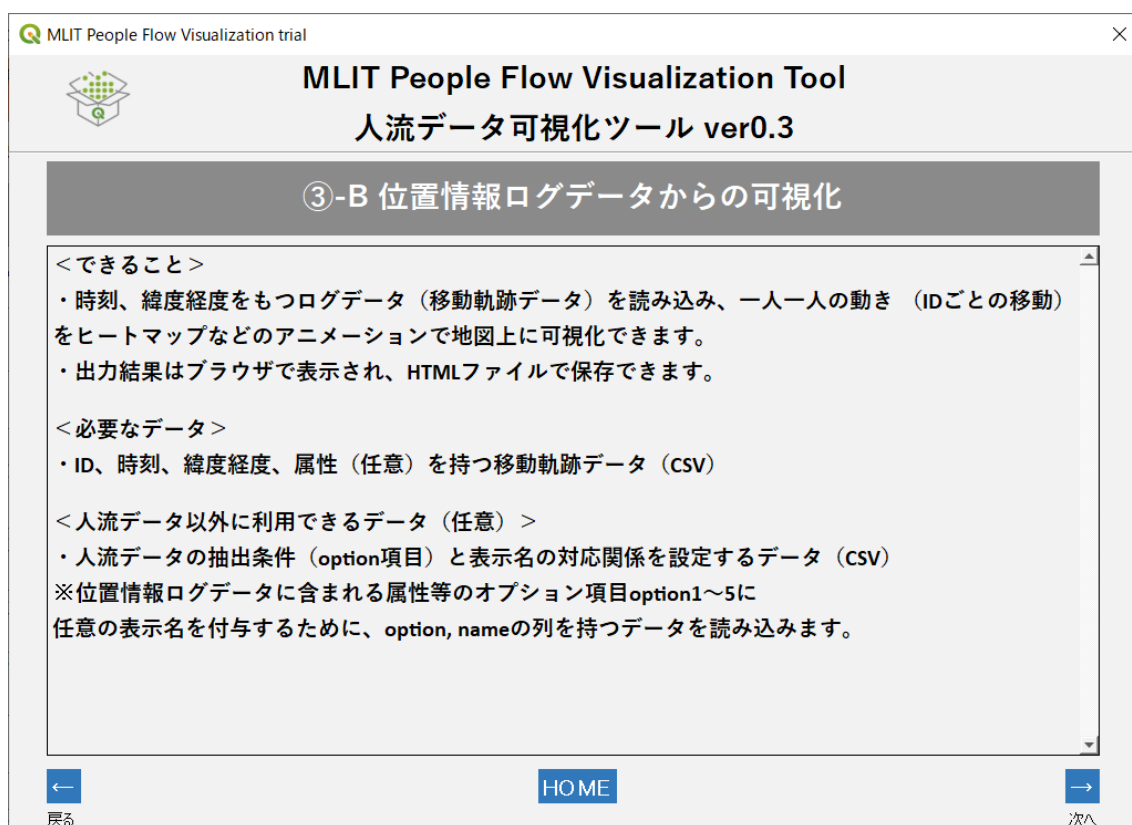 MLIT People Flow Visualization trial
MLIT People Flow Visualization Tool
人流データ可視化ツール ver0.3
③-B 位置情報ログデータからの可視化
＜できること＞
・時刻、緯度経度をもつログデータ（移動軌跡データ）を読み込み、一人一人の動き （IDごとの移動）
をヒートマップなどのアニメーションで地図上に可視化できます。
・出力結果はブラウザで表示され、HTMLファイルで保存できます。
＜必要なデータ＞
・ID、時刻、緯度経度、属性（任意）を持つ移動軌跡データ（CSV）
＜人流データ以外に利用できるデータ（任意）＞
・人流データの抽出条件（option項目）と表示名の対応関係を設定するデータ（CSV）
※位置情報ログデータに含まれる属性等のオプション項目option1～5に
任意の表示名を付与するために、option, nameの列を持つデータを読み込みます。
← HOME →
戻る 次へ